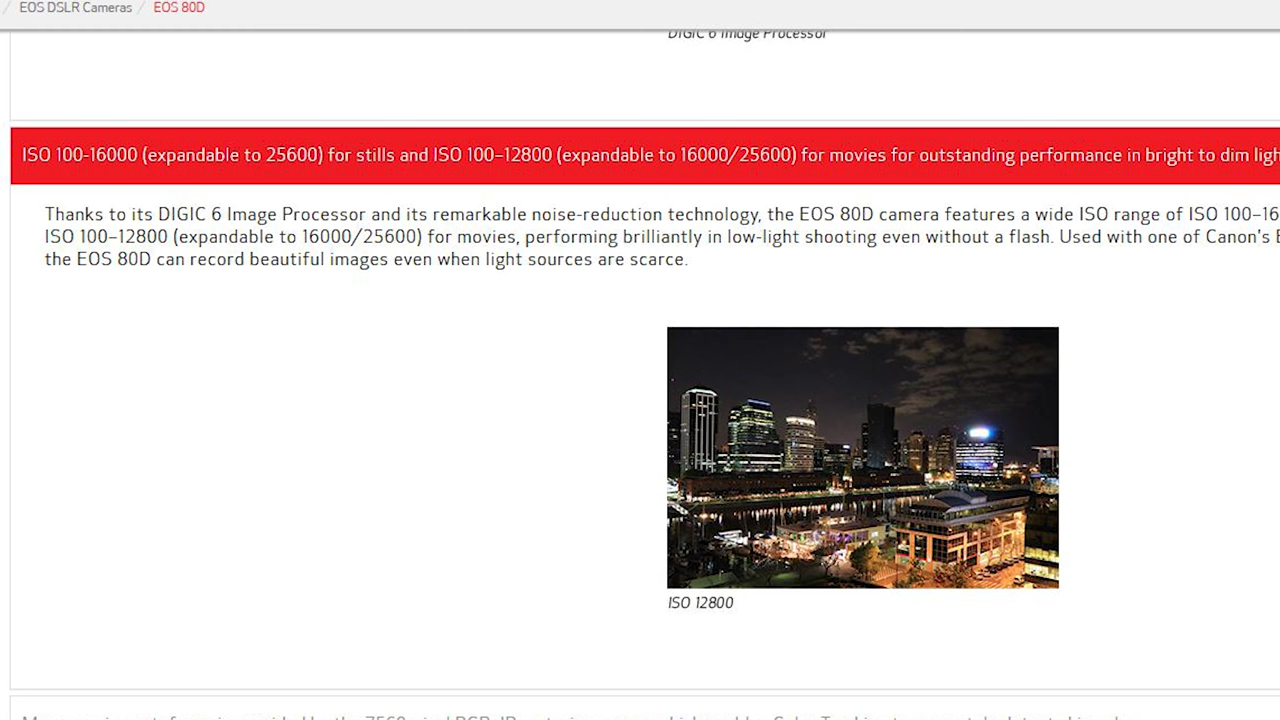 / EOS DSLR Cameras / EOS 80D
DIGIC 6 Image Processor
ISO 100-16000 (expandable to 25600) for stills and ISO 100–12800 (expandable to 16000/25600) for movies for outstanding performance in bright to dim
Thanks to its DIGIC 6 Image Processor and its remarkable noise-reduction technology, the EOS 80D camera features a wide ISO range of ISO
ISO 100–12800 (expandable to 16000/25600) for movies, performing brilliantly in low-light shooting even without a flash. Used with one of Canon's
the EOS 80D can record beautiful images even when light sources are scarce.
ISO 12800